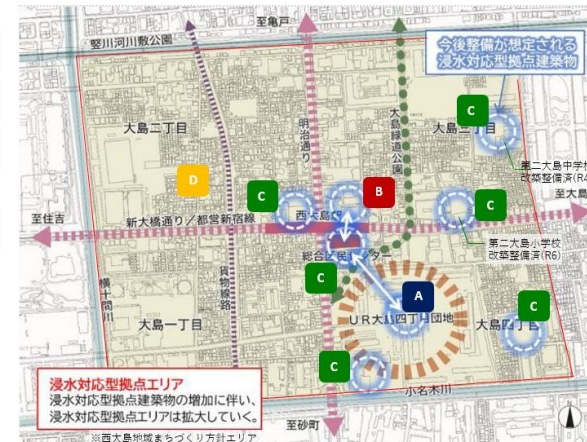 至亀戸
竪川河川敷公園
今後整備が想定される
浸水対応型拠点建築物
大島二丁目
明治通り
大島緑道公園
大島三丁目
C
第二大島中学校
改築整備済(R4
D
C
B
C
至大島
至住吉
新大橋通り/都営新宿線
西大島駅
第二大島小学校
改築整備済(R6)
横十間川
貨物線路
総合区民センター
C
A
C
大島一丁目
UR大島四丁目団地
大島四丁目
C
浸水対応型拠点エリア
浸水対応型拠点建築物の増加に伴い、
浸水対応型拠点エリアは拡大していく。
小名木川
※西大島地域まちづくり方針エリア
至砂町